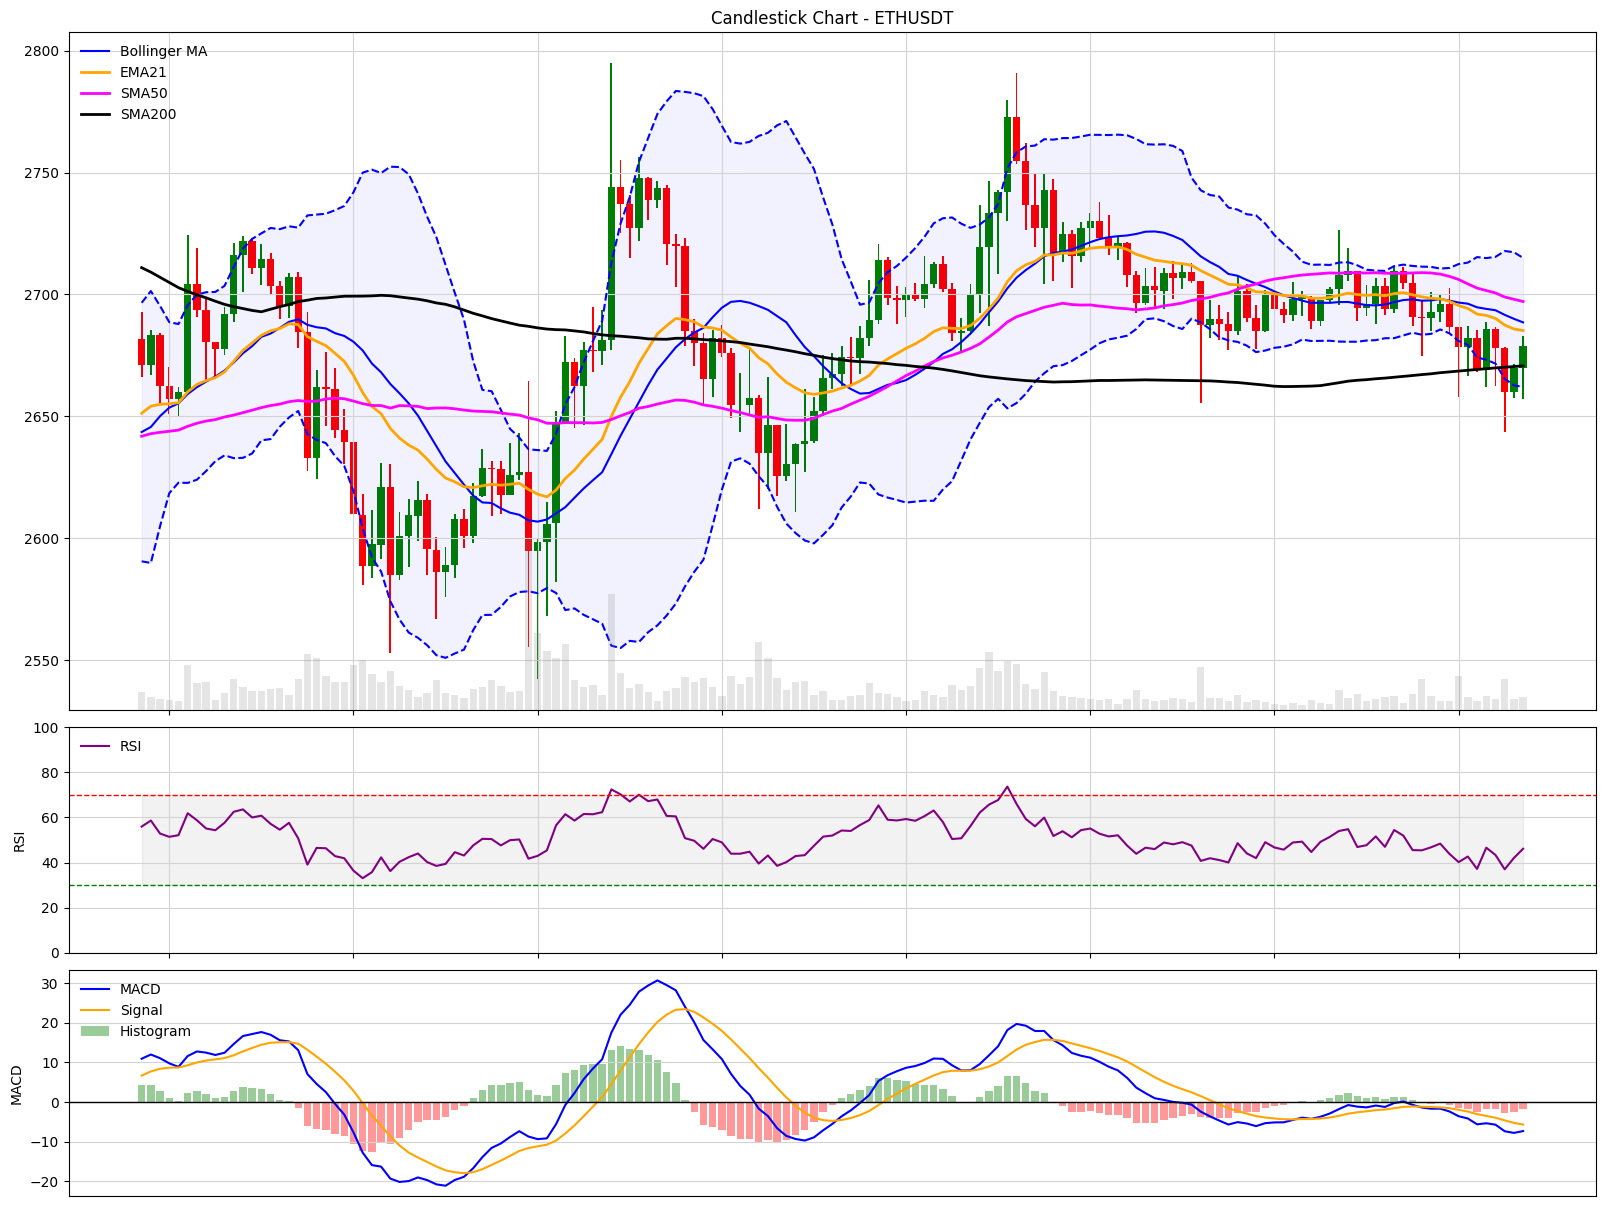 Candlestick Chart - ETHUSDT
Bollinger MA
EMA21
SMA50
SMA200
2800
2750
2700
2650
2600
2550
RSI
100
80
60
40
20
0
RSI
MACD
Signal
Histogram
30
20
10
0
−10
−20
MACD